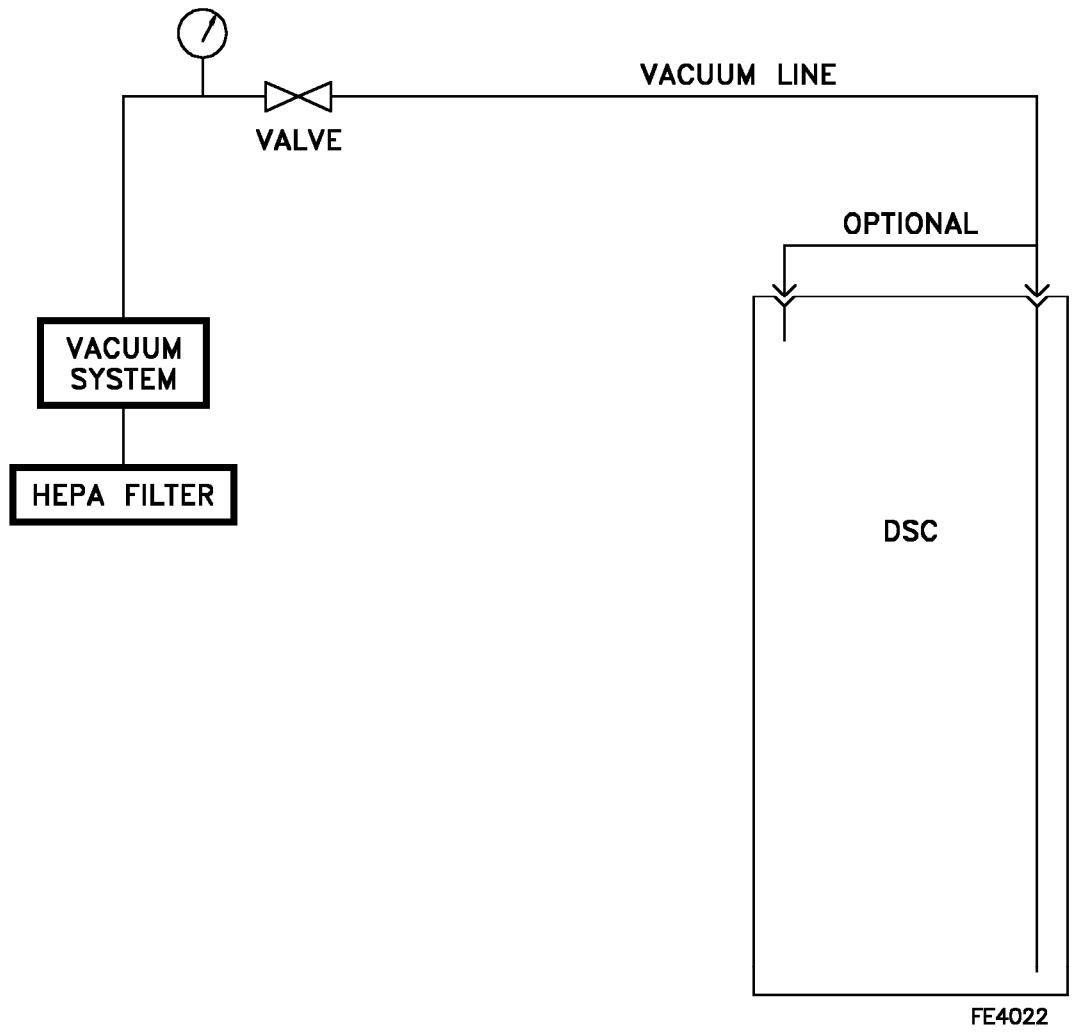 VACUUM LINE
VALVE
OPTIONAL
VACUUM
SYSTEM
HEPA FILTER
DSC
FE4022